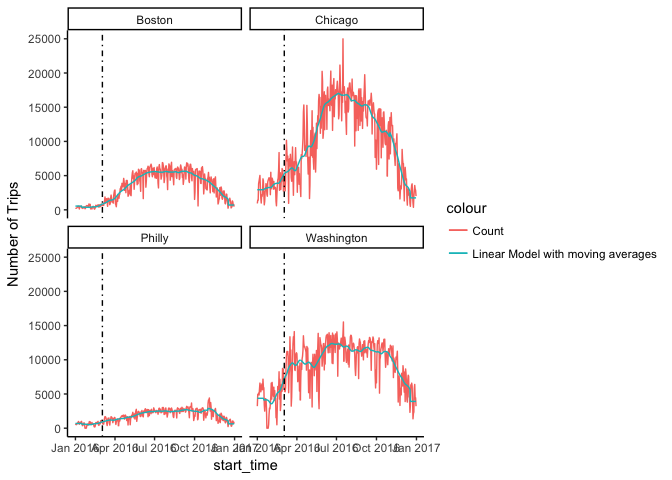 Boston Chicago
25000
20000
15000
10000
5000
0
Philly Washington
25000
20000
15000
10000
5000
0
Number of Trips
Jan 2016 Apr 2016 Jul 2016 Oct 2016 Jan 2017 Jan 2016 Apr 2016 Jul 2016 Oct 2016 Jan 2017
start_time
colour
Count
Linear Model with moving averages